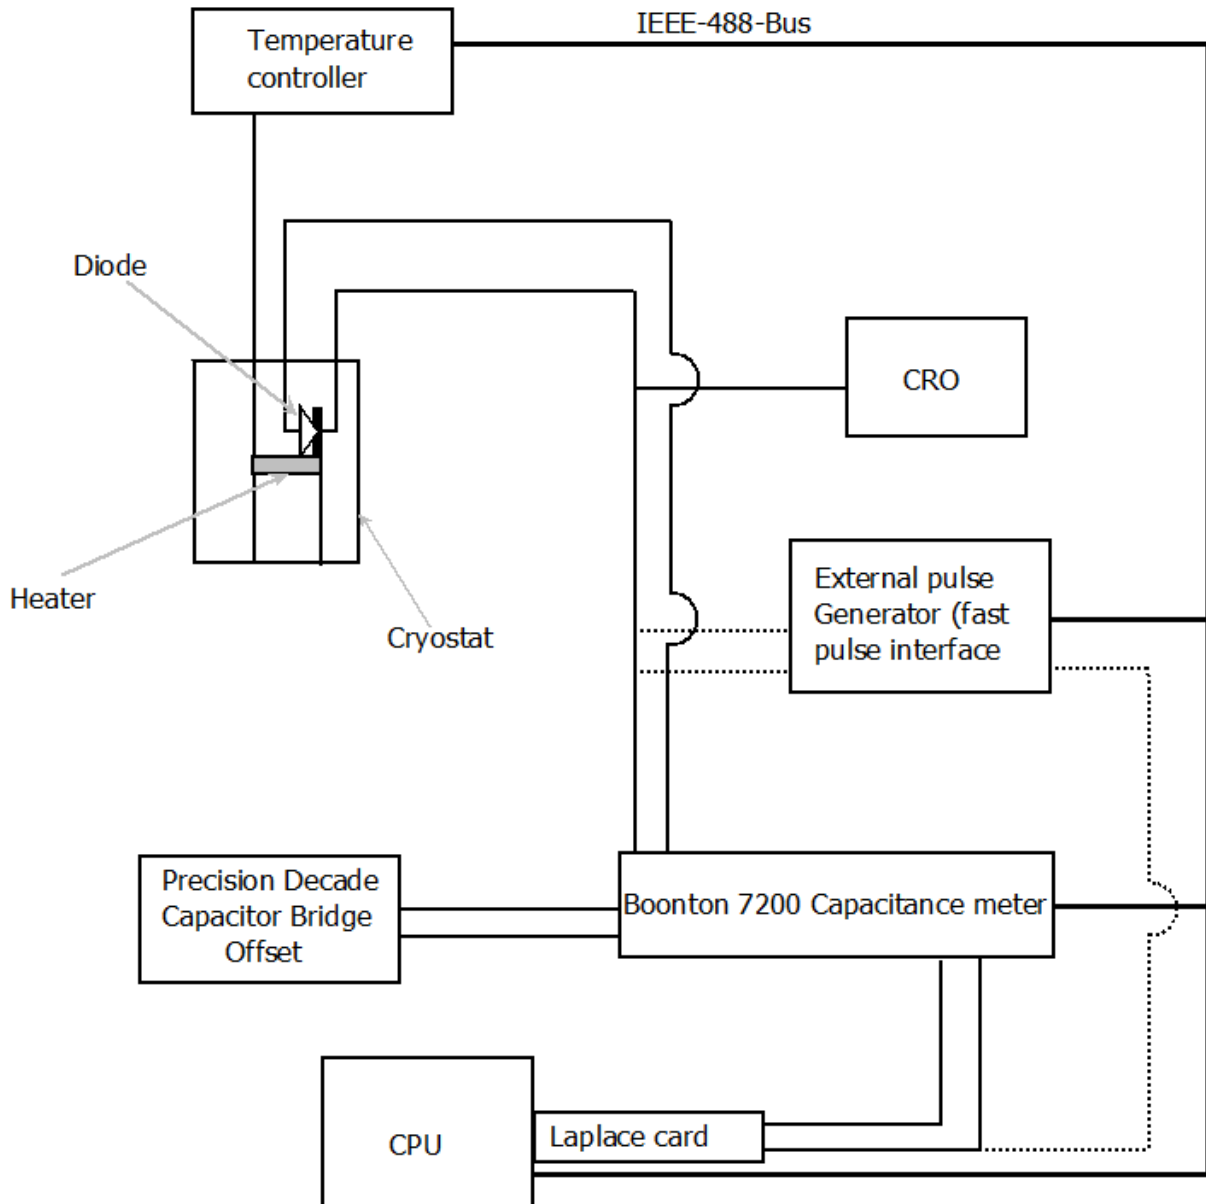 IEEE-488-Bus
Temperature
controller
Diode
CRO
Heater
Cryostat
External pulse
Generator (fast
pulse interface
Precision Decade
Capacitor Bridge
Offset
Boonton 7200 Capacitance meter
CPU
Laplace card